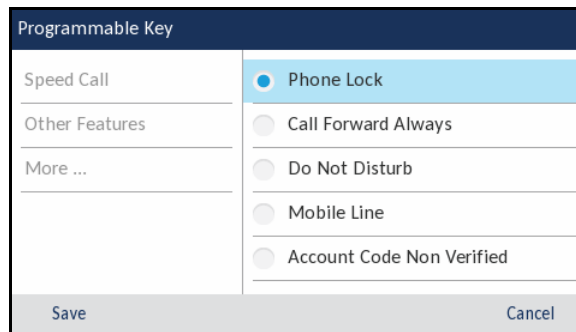 Programmable Key
Speed Call
Other Features
More ...
Phone Lock
Call Forward Always
Do Not Disturb
Mobile Line
Account Code Non Verified
Save
Cancel